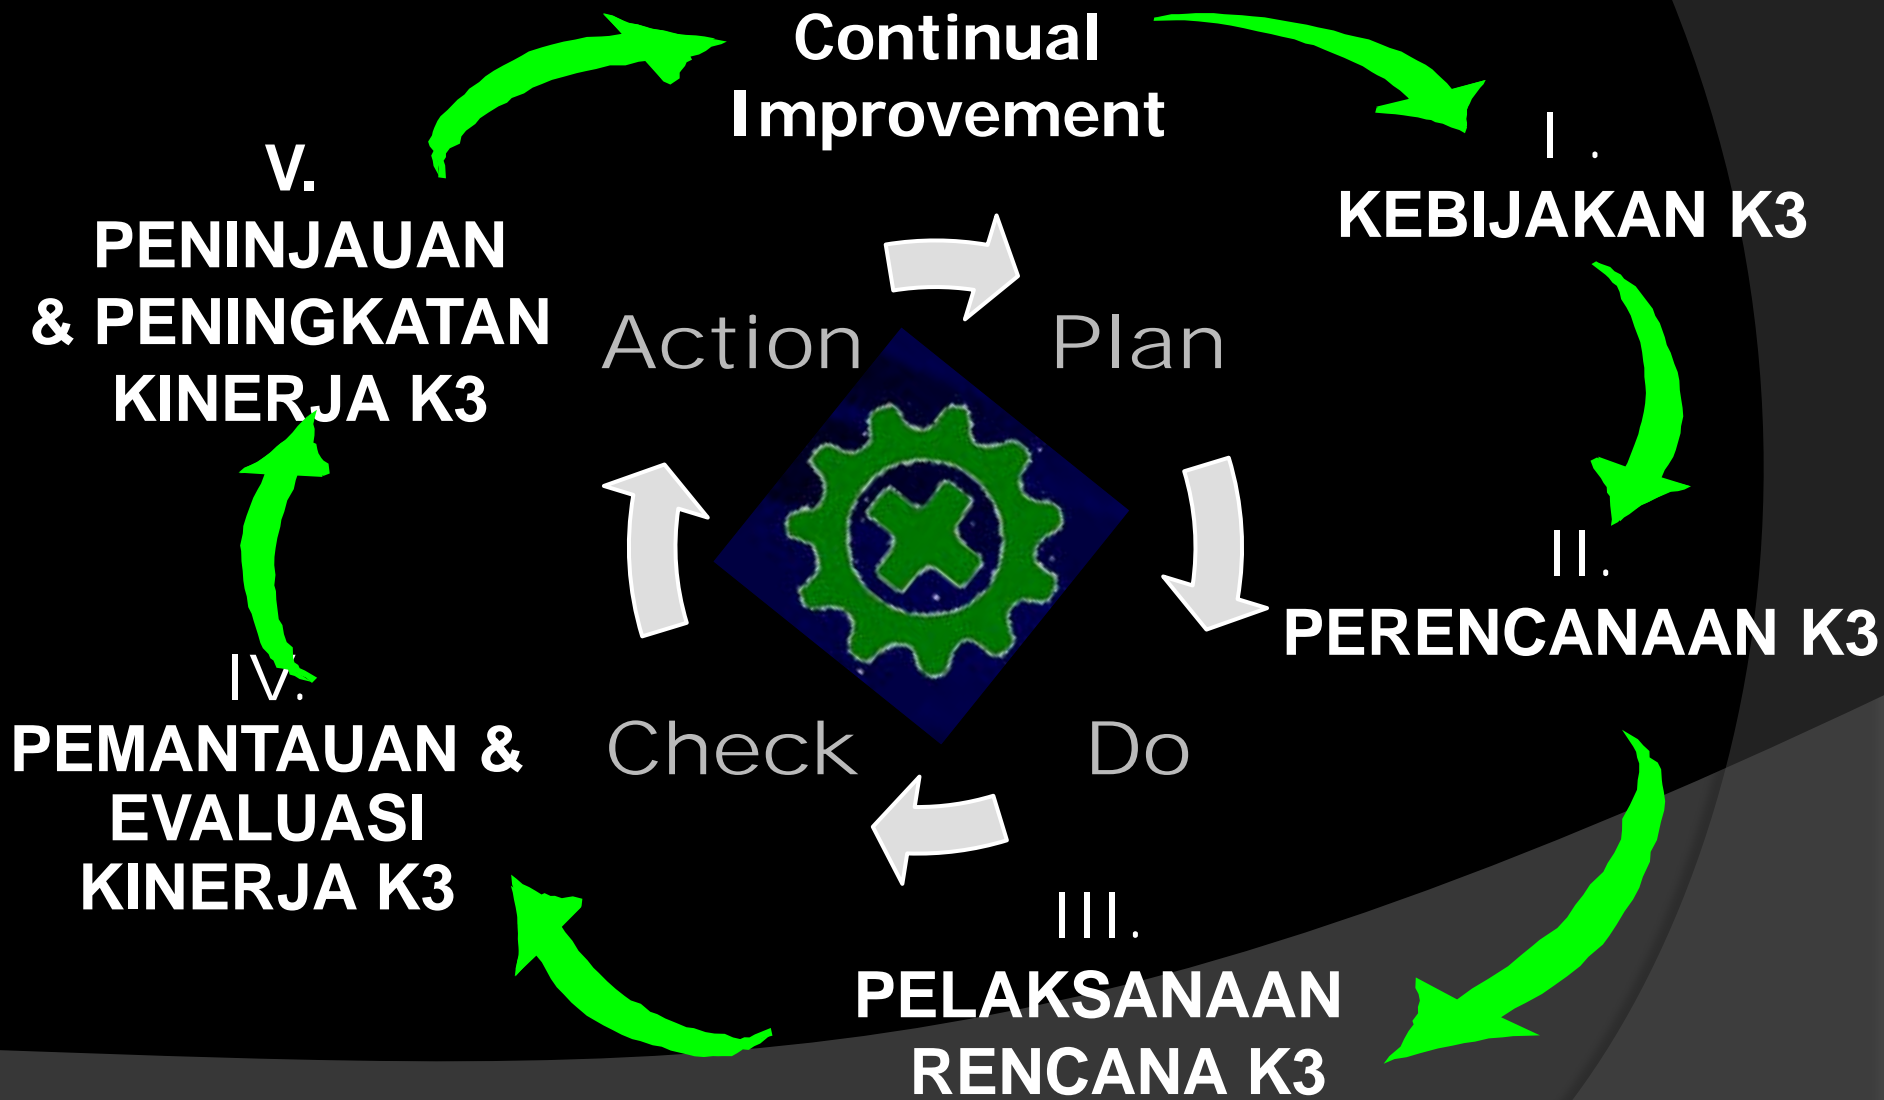 Continual
Improvement
I .
KEBIJAKAN K3
II.
PERENCANAAN K3
III.
PELAKSANAAN
RENCANA K3
IV.
PEMANTAUAN &
EVALUASI
KINERJA K3
V.
PENINJAUAN
& PENINGKATAN
KINERJA K3
Action
Plan
Check
Do